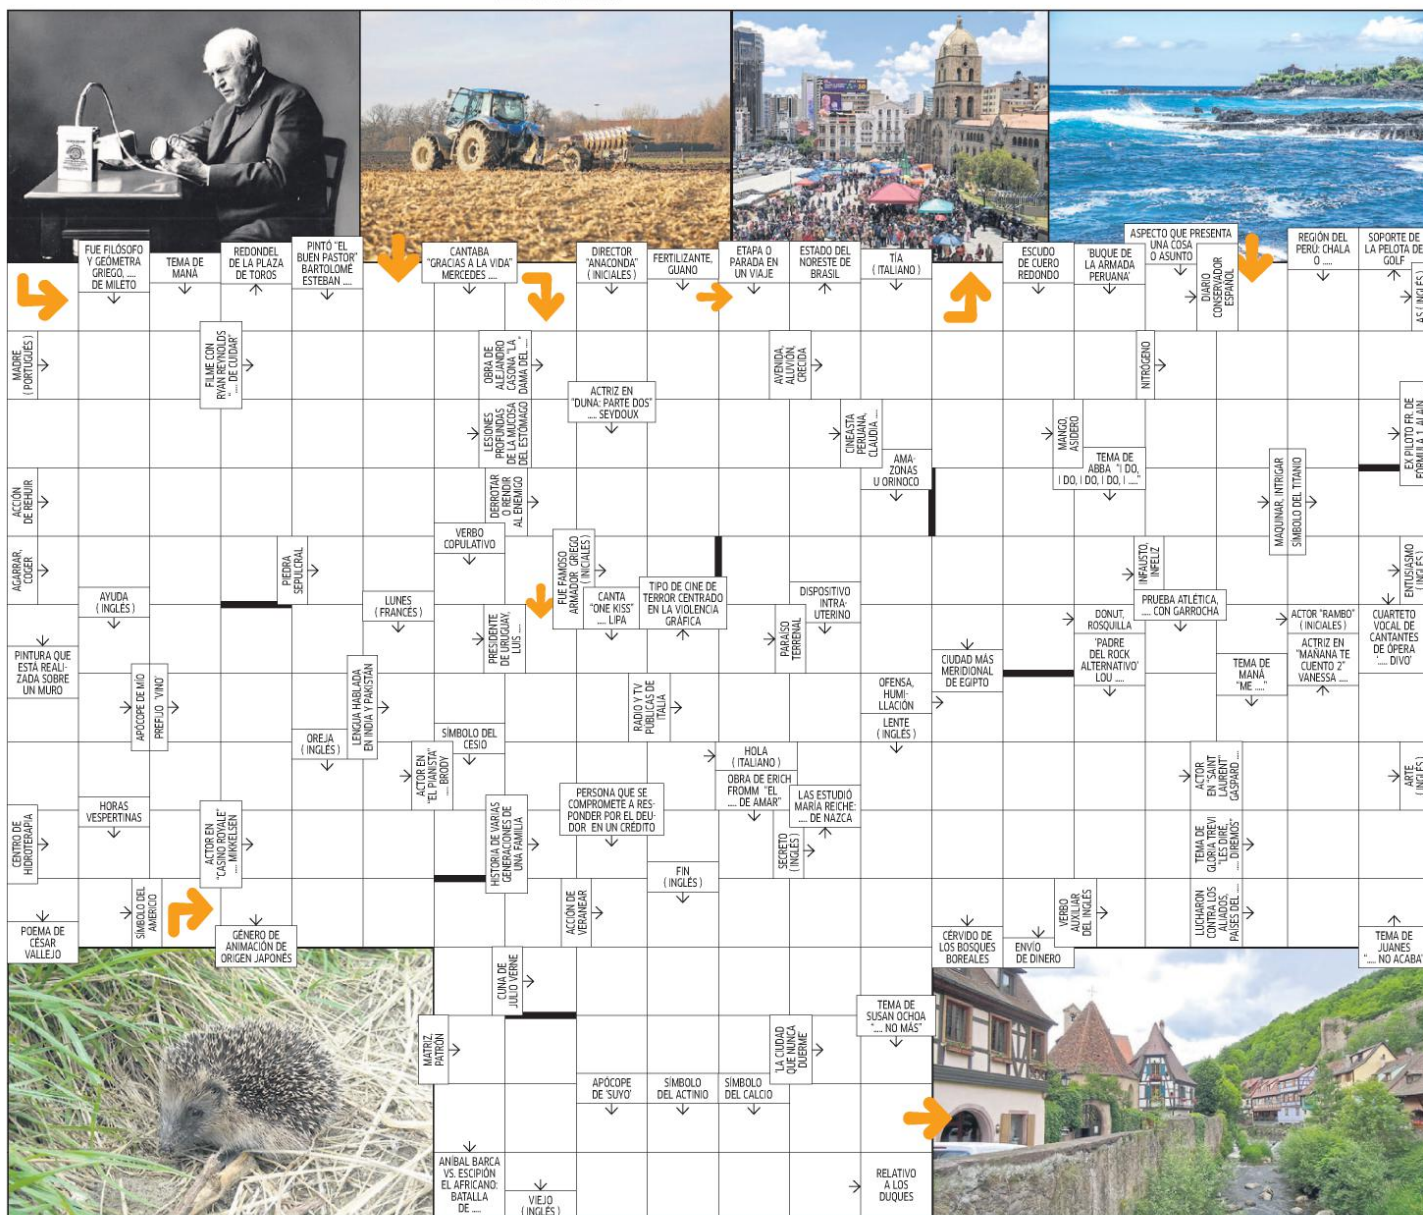 FUE FILÓSOFO
Y GEÓMETRA
GRIEGO, .....
DE MILETO
TEMA DE
MANÁ
REDONDEL
DE LA PLAZA
DE TOROS
PINTÓ "EL
BUEN PASTOR"
BARTOLOMÉ
ESTEBAN .....
CANTABA
"GRACIAS A LA VIDA"
MERCEDES .....
DIRECTOR
"ANACONDA"
(INICIALES)
FERTILIZANTE,
GUANO
ETAPA O
PARADA EN
UN VIAJE
ESTADO DEL
NORESTE DE
BRASIL
TÍA
(ITALIANO)
ESCUDO
DE CUERO
REDONDO
'BUQUE DE
LA ARMADA
PERUANA'
ASPECTO QUE PRESENTA
UNA COSA
O ASUNTO
DIARIO
CONSERVADOR
ESPAÑOL
REGIÓN DEL
PERÚ: CHALA
O .....
SOPORTE DE
LA PELOTA DE
GOLF
AS (INGLÉS)
MADRE
(PORTUGUÉS)
FILME CON
RYAN REYNOLDS
"..... DE CUIDAR"
OBRA DE
ALEJANDRO
CASONA "LA
DAMA DEL ....."
ACTRIZ EN
"DUNA: PARTE DOS"
..... SEYDOUX
AVENIDA,
ALUVIÓN,
CRECIDA
NITRÓGENO
LESIONES
PROFUNDAS
DE LA MUCOSA
DEL ESTÓMAGO
CINEASTA
PERUANA,
CLAUDIA .....
MANGO,
ASIDERO
EX PILOTO FR. DE
FÓRMULA 1, ALAIN
AMA-
ZONAS
U ORINOCO
TEMA DE
ABBA "I DO,
I DO, I DO, I DO, I ....."
ACCIÓN
DE REHUIR
DERROTAR
O RENDIR
AL ENEMIGO
MAQUINAR, INTRIGAR
SÍMBOLO DEL TITANIO
VERBO
COPULATIVO
AGARRAR,
COGER
PIEDRA
SEPULCRAL
FUE FAMOSO
ARMADOR GRIEGO
(INICIALES)
INFAUSTO,
INFELIZ
ENTUSIASMO
(INGLÉS)
AYUDA
(INGLÉS)
LUNES
(FRANCÉS)
CANTA
"ONE KISS"
..... LIPA
TIPO DE CINE DE
TERROR CENTRADO
EN LA VIOLENCIA
GRÁFICA
DISPOSITIVO
INTRA-
UTERINO
PRUEBA ATLÉTICA,
..... CON GARROCHA
PINTURA QUE
ESTÁ REALI-
ZADA SOBRE
UN MURO
PRESIDENTE
DE URUGUAY,
LUIS .....
PARAÍSO
TERRENAL
CIUDAD MÁS
MERIDIONAL
DE EGIPTO
DONUT,
ROSQUILLA
'PADRE
DEL ROCK
ALTERNATIVO'
LOU .....
ACTOR "RAMBO"
(INICIALES)
ACTRIZ EN
"MAÑANA TE
CUENTO 2"
VANESSA .....
CUARTETO
VOCAL DE
CANTANTES
DE ÓPERA
'..... DIVO'
TEMA DE
MANÁ
"ME ....."
APÓCOPE DE MÍO
PREFIJO 'VINO'
LENGUA HABLADA
EN INDIA Y PAKISTÁN
RADIO Y TV
PÚBLICAS DE
ITALIA
OFENSA,
HUMI-
LLACIÓN
LENTE
(INGLÉS)
OREJA
(INGLÉS)
SÍMBOLO DEL
CESIO
ACTOR EN
"EL PIANISTA"
..... BRODY
HOLA
(ITALIANO)
OBRA DE ERICH
FROMM "EL
..... DE AMAR"
ACTOR
EN "SAINT
LAURENT"
GASPARD .....
ARTE
(INGLÉS)
PERSONA QUE SE
COMPROMETE A RES-
PONDER POR EL DEU-
DOR EN UN CRÉDITO
LAS ESTUDIÓ
MARÍA REICHE:
..... DE NAZCA
HORAS
VESPERTINAS
CENTRO DE
HIDROTERAPIA
ACTOR EN
"CASINO ROYALE"
..... MIKKELSEN
HISTORIA DE VARIAS
GENERACIONES DE
UNA FAMILIA
SECRETO
(INGLÉS)
TEMA DE
GLORIA TREVI
"LES DIRÉ,
..... DIREMOS"
FIN
(INGLÉS)
SÍMBOLO DEL
AMERICIO
ACCIÓN DE
VERANEAR
VERBO
AUXILIAR
DEL INGLÉS
LUCHARON
CONTRA LOS
ALIADOS,
PAÍSES DEL .....
POEMA DE
CÉSAR
VALLEJO
GÉNERO DE
ANIMACIÓN DE
ORIGEN JAPONÉS
CÉRVIDO DE
LOS BOSQUES
BOREALES
ENVÍO
DE DINERO
TEMA DE
JUANES
"..... NO ACABA"
CUNA DE
JULIO VERNE
TEMA DE
SUSAN OCHOA
"..... NO MÁS"
MATRIZ,
PATRÓN
'LA CIUDAD
QUE NUNCA
DUERME'
APÓCOPE
DE 'SUYO'
SÍMBOLO
DEL ACTINIO
SÍMBOLO
DEL CALCIO
ANÍBAL BARCA
VS. ESCIPIÓN
EL AFRICANO:
BATALLA
DE .....
VIEJO
(INGLÉS)
RELATIVO
A LOS
DUQUES